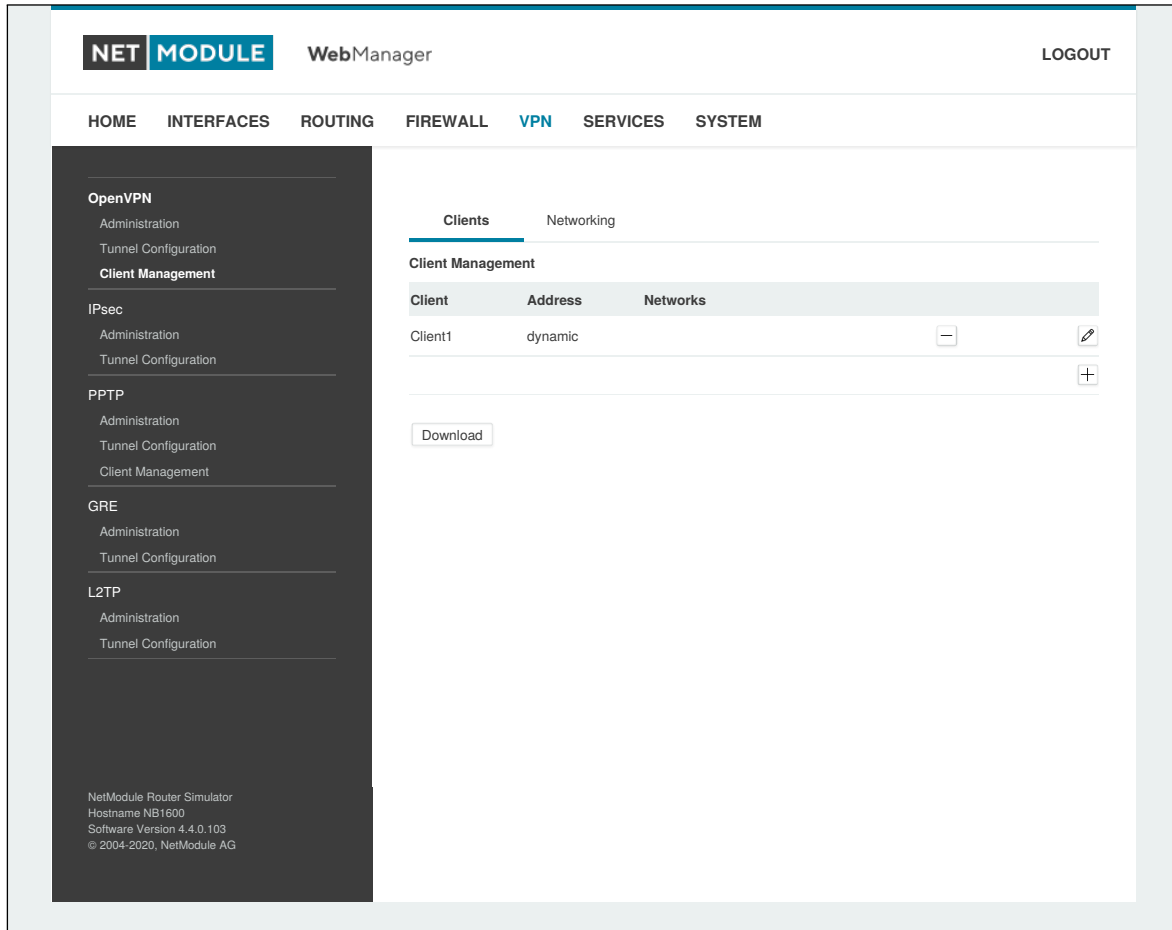 NET MODULE WebManager LOGOUT
HOME INTERFACES ROUTING FIREWALL VPN SERVICES SYSTEM
OpenVPN
Administration
Tunnel Configuration
Client Management
IPsec
Administration
Tunnel Configuration
PPTP
Administration
Tunnel Configuration
Client Management
GRE
Administration
Tunnel Configuration
L2TP
Administration
Tunnel Configuration
NetModule Router Simulator
Hostname NB1600
Software Version 4.4.0.103
© 2004-2020, NetModule AG
Clients Networking
Client Management
Client Address Networks
Client1 dynamic
Download